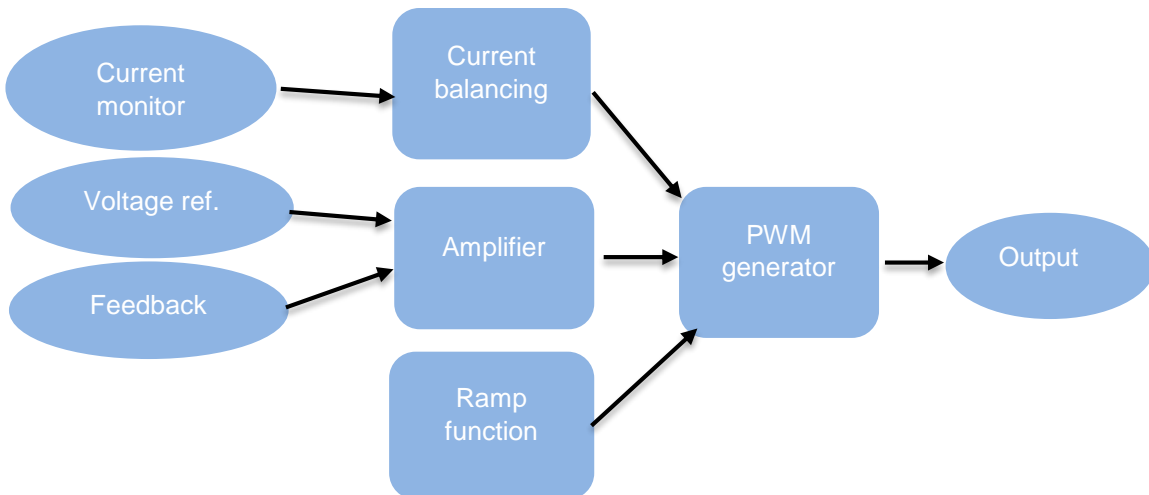 Current
monitor
Current
balancing
Voltage ref.
Amplifier
PWM
generator
Output
Feedback
Ramp
function